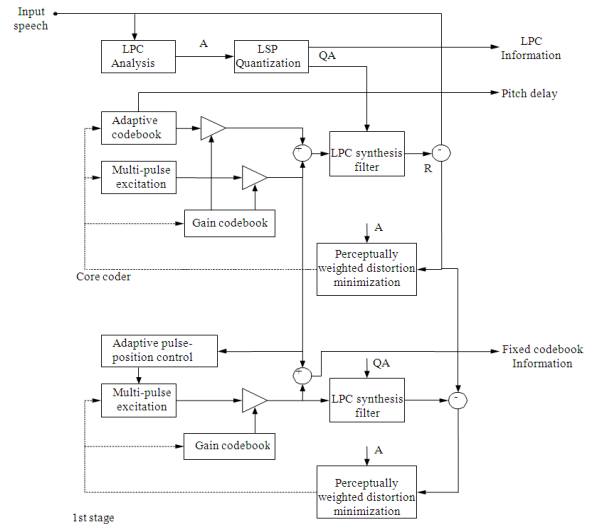 Input
speech
LPC
Analysis
A
LSP
Quantization
QA
LPC
Information
Pitch delay
Adaptive
codebook
+
LPC synthesis
filter
-
R
Multi-pulse
excitation
Gain codebook
A
Perceptually
weighted distortion
minimization
Core coder
Adaptive pulse-
position control
+
Fixed codebook
Information
QA
Multi-pulse
excitation
LPC synthesis
filter
-
Gain codebook
A
Perceptually
weighted distortion
minimization
1st stage